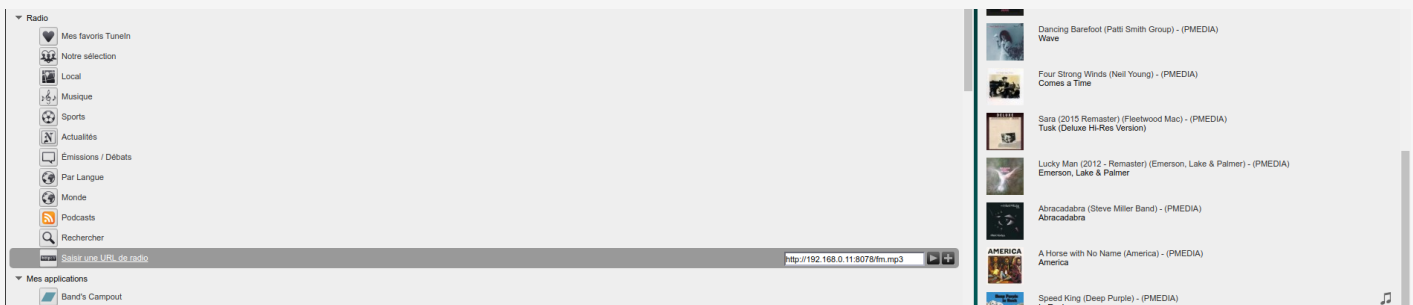 Radio
Mes favoris TuneIn
Notre sélection
Local
Musique
Sports
Actualités
Émissions / Débats
Par Langue
Monde
Podcasts
Rechercher
Saisir une URL de radio
http://192.168.0.11:8078/fm.mp3
Mes applications
Band's Campout
Dancing Barefoot (Patti Smith Group) - (PMEDIA)
Wave
Four Strong Winds (Neil Young) - (PMEDIA)
Comes a Time
Sara (2015 Remaster) (Fleetwood Mac) - (PMEDIA)
Tusk (Deluxe Hi-Res Version)
Lucky Man (2012 - Remaster) (Emerson, Lake & Palmer) - (PMEDIA)
Emerson, Lake & Palmer
Abracadabra (Steve Miller Band) - (PMEDIA)
Abracadabra
AMERICA
A Horse with No Name (America) - (PMEDIA)
America
Speed King (Deep Purple) - (PMEDIA)